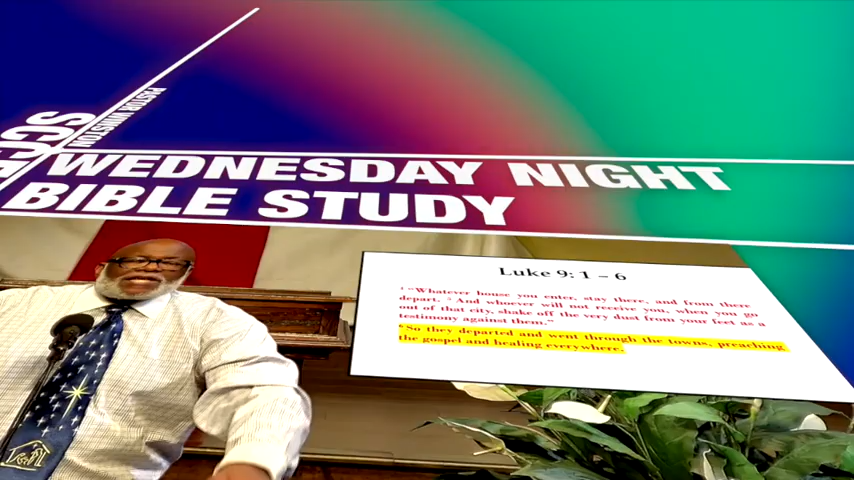 PASTOR WINSTON
WEDNESDAY NIGHT
BIBLE STUDY
Luke 9: 1 – 6
4 "Whatever house you enter, stay there, and from there
depart. 5 And whoever will not receive you, when you go
out of that city, shake off the very dust from your feet as a
testimony against them."
6 So they departed and went through the towns, preaching
the gospel and healing everywhere.